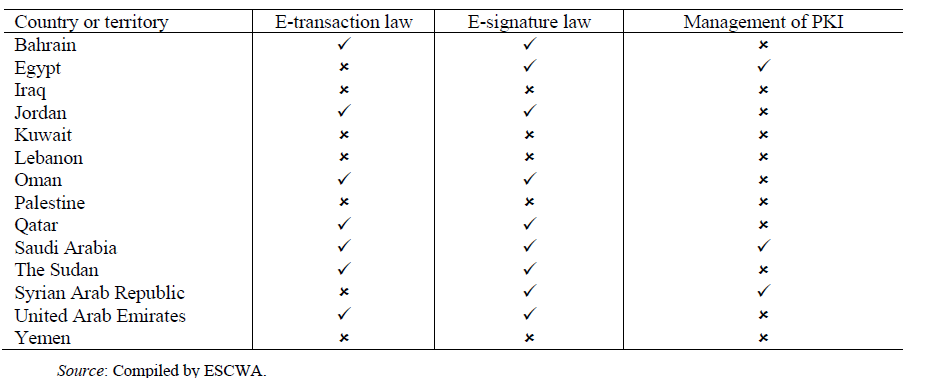 Country or territory E-transaction law E-signature law Management of PKI
Bahrain ✓ ✓ ×
Egypt × ✓ ✓
Iraq × × ×
Jordan ✓ ✓ ×
Kuwait × × ×
Lebanon × × ×
Oman ✓ ✓ ×
Palestine × × ×
Qatar ✓ ✓ ×
Saudi Arabia ✓ ✓ ✓
The Sudan ✓ ✓ ×
Syrian Arab Republic × ✓ ✓
United Arab Emirates ✓ ✓ ×
Yemen × × ×
Source: Compiled by ESCWA.